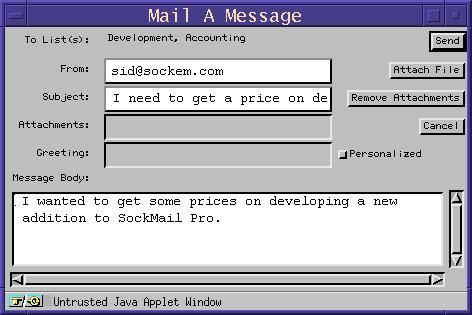 Mail A Message
To List(s): Development, Accounting
Send
From: sid@sockem.com
Attach File
Subject: I need to get a price on de
Remove Attachments
Attachments:
Cancel
Greeting:
Personalized
Message Body:
I wanted to get some prices on developing a new
addition to SockMail Pro.
Untrusted Java Applet Window